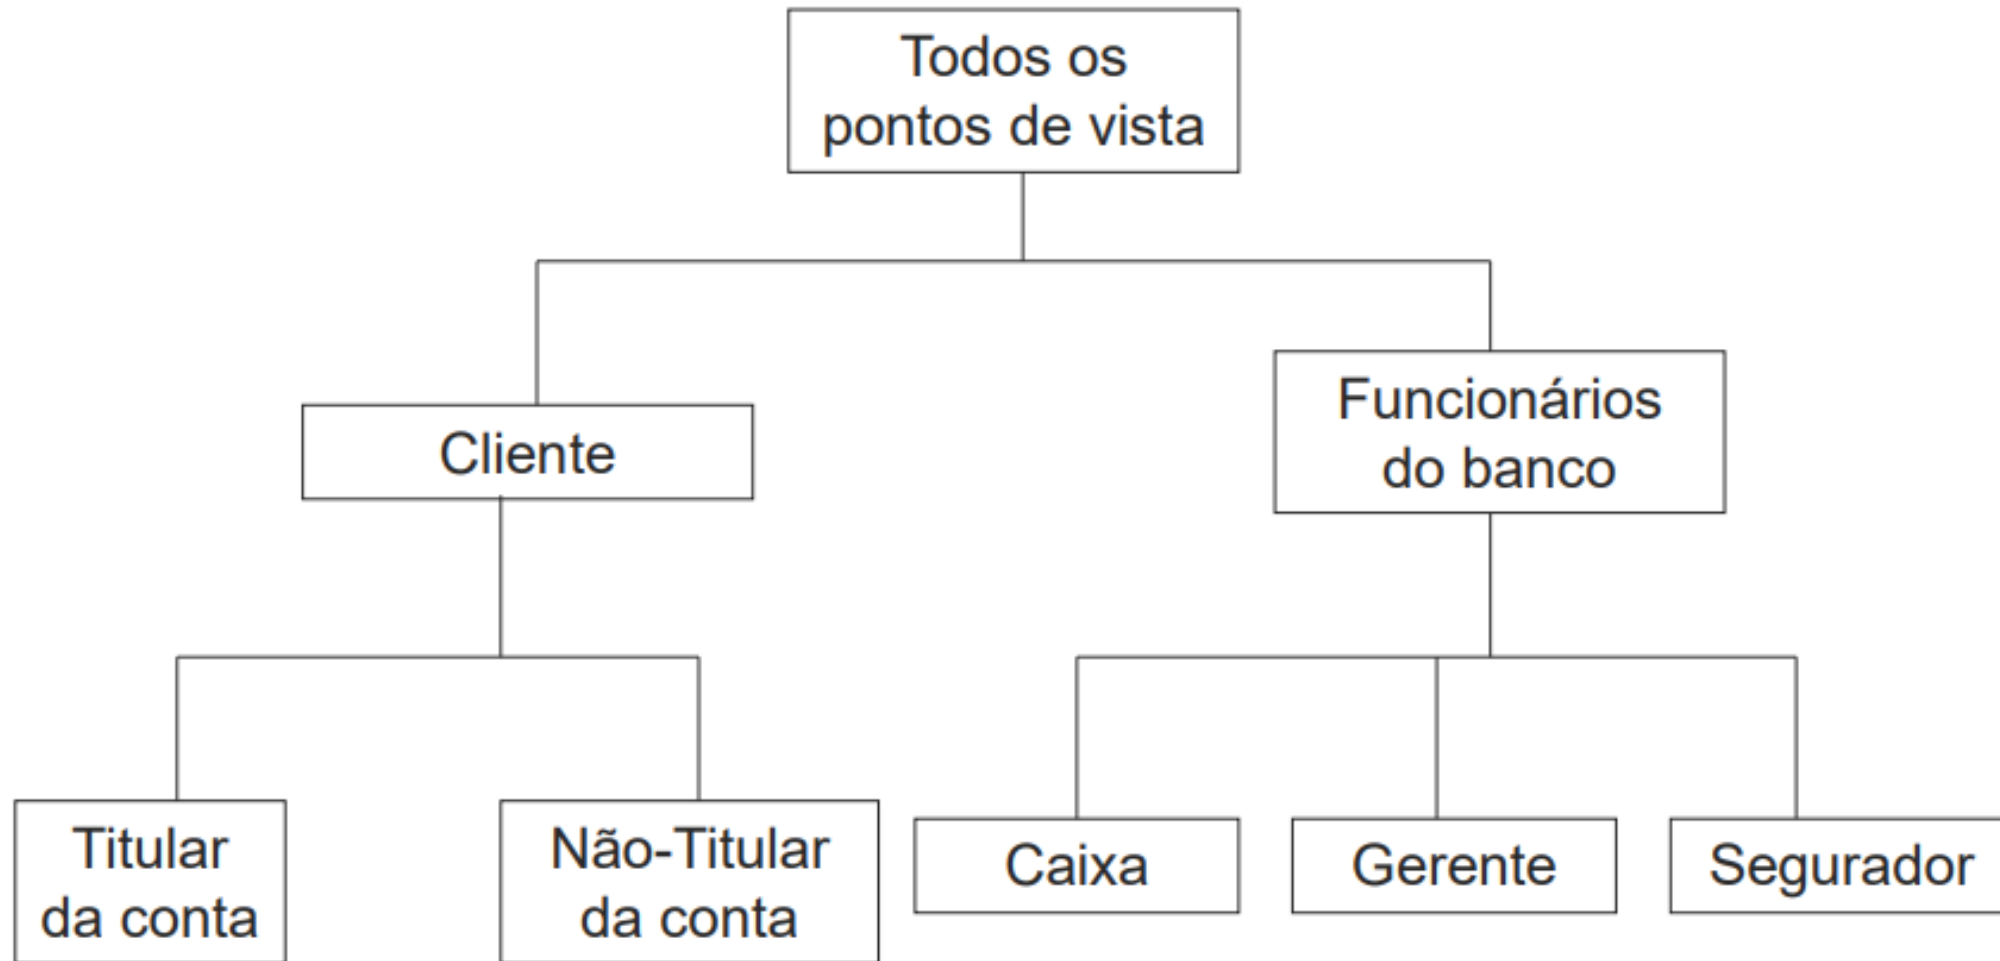 Todos os
pontos de vista
Cliente
Funcionários
do banco
Titular
da conta
Não-Titular
da conta
Caixa
Gerente
Segurador